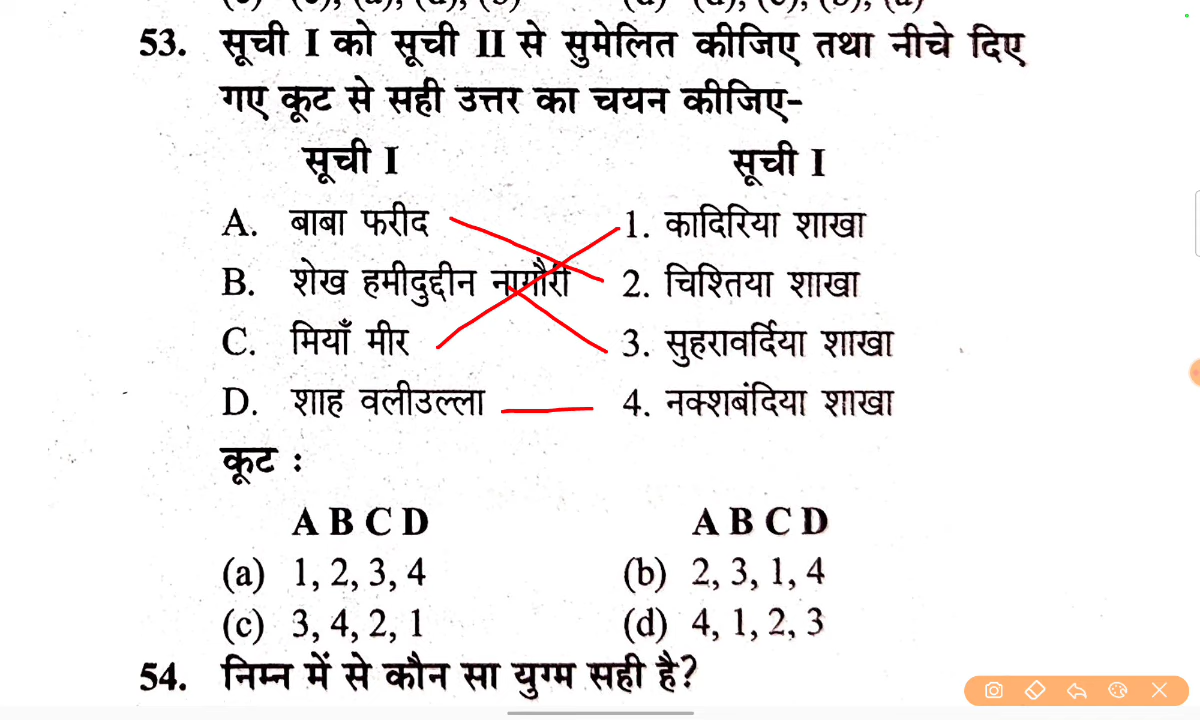 53. सूची I को सूची II से सुमेलित कीजिए तथा नीचे दिए
गए कूट से सही उत्तर का चयन कीजिए-
सूची I सूची I
A. बाबा फरीद 1. कादिरिया शाखा
B. शेख हमीदुद्दीन नागौरी 2. चिश्तिया शाखा
C. मियाँ मीर 3. सुहरावर्दिया शाखा
D. शाह वलीउल्ला 4. नक्शबंदिया शाखा
कूट :
A B C D A B C D
(a) 1, 2, 3, 4 (b) 2, 3, 1, 4
(c) 3, 4, 2, 1 (d) 4, 1, 2, 3
54. निम्न में से कौन सा युग्म सही है?